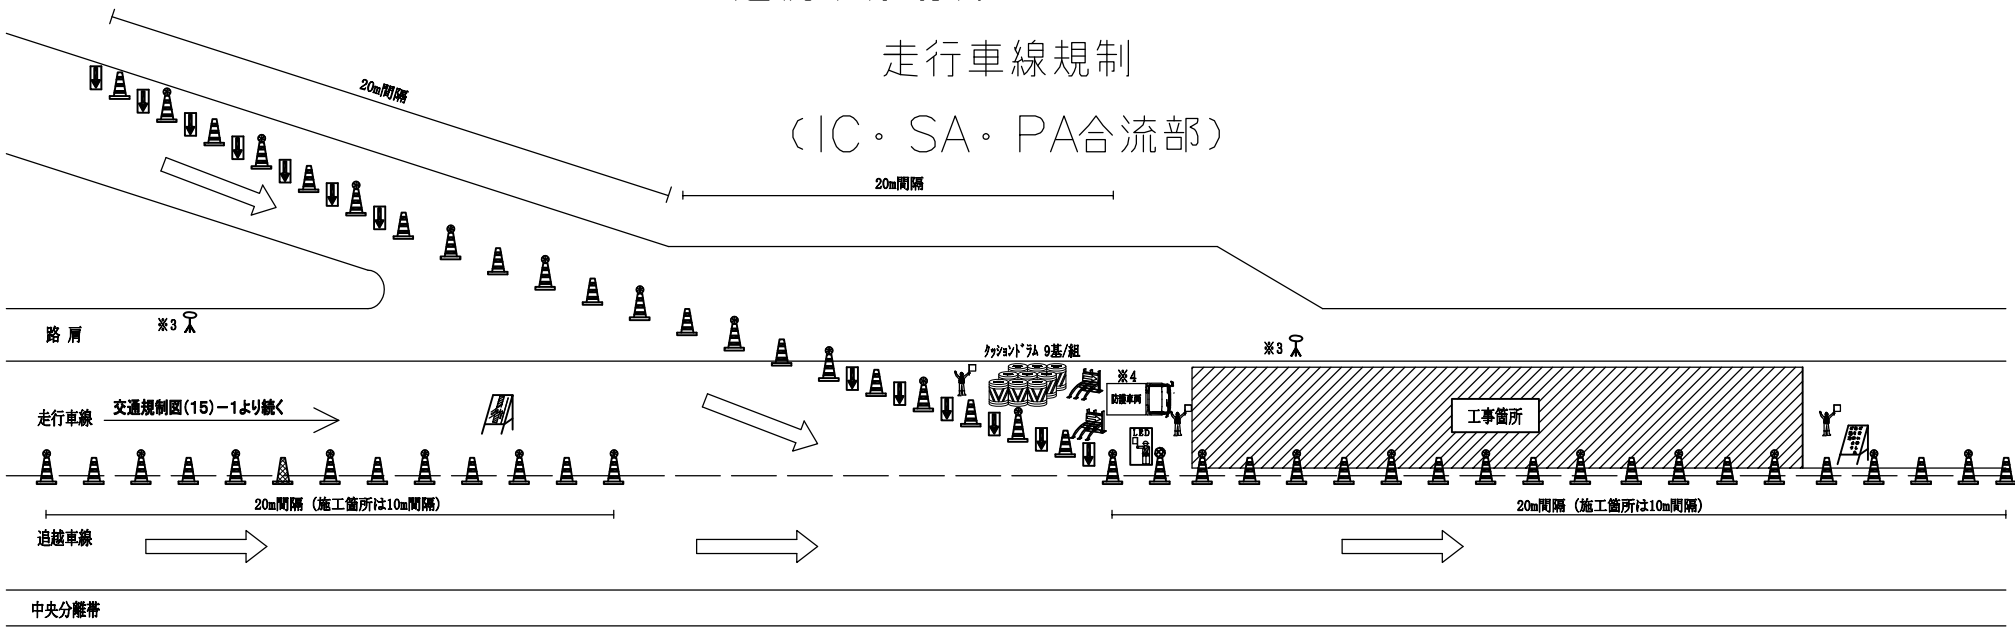 走行車線規制
（IC・SA・PA合流部）
20m間隔
20m間隔
路 肩
※3
※3
クッションドラム 9基/組
※4
防護車両
LED
走行車線
交通規制図(15)－1より続く
工事箇所
20m間隔（施工箇所は10m間隔）
20m間隔（施工箇所は10m間隔）
追越車線
中央分離帯